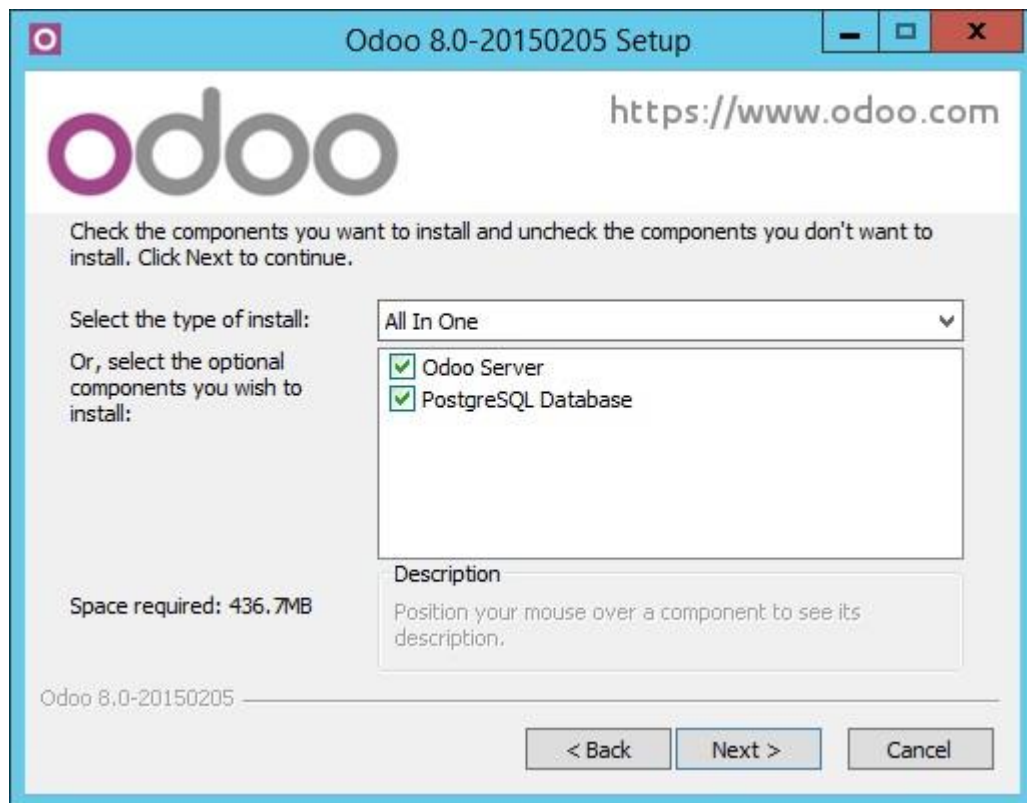 Odoo 8.0-20150205 Setup
odoo
https://www.odoo.com
Check the components you want to install and uncheck the components you don't want to
install. Click Next to continue.
Select the type of install:
All In One
Or, select the optional
components you wish to
install:
Odoo Server
PostgreSQL Database
Space required: 436.7MB
Description
Position your mouse over a component to see its
description.
Odoo 8.0-20150205
< Back
Next >
Cancel